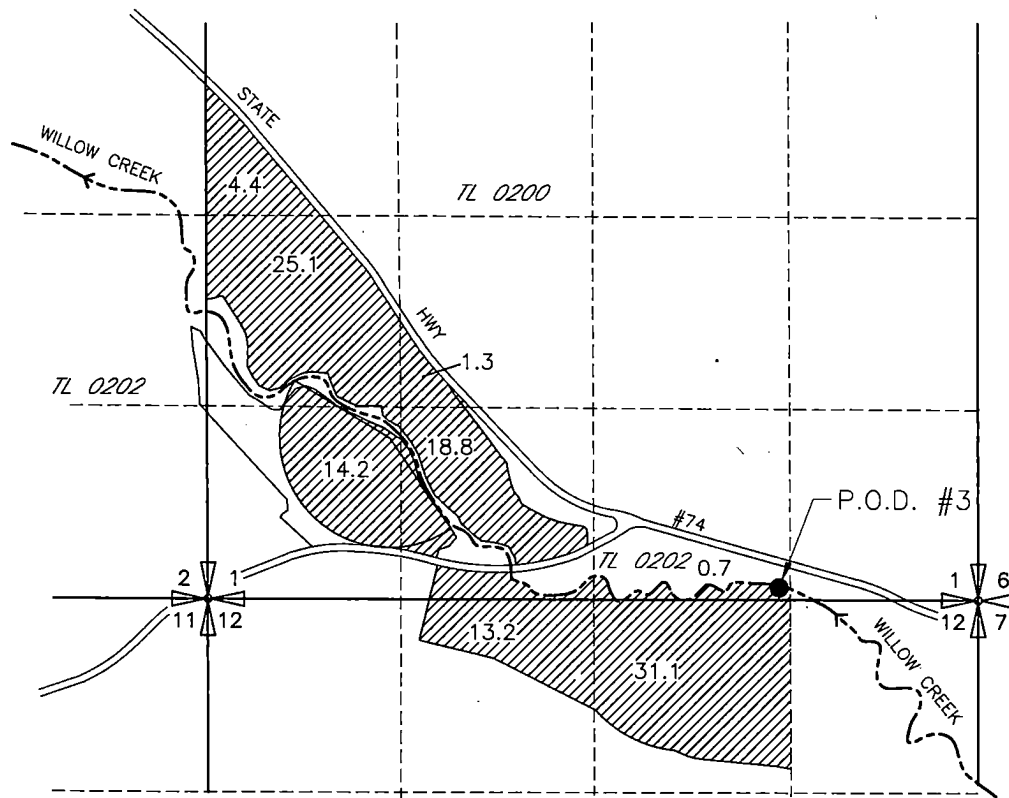 STATE
WILLOW CREEK
4.4
TL 0200
25.1
HWY
1.3
TL 0202
18.8
14.2
P.O.D. #3
#74
TL 0202
0.7
2 1
1 6
11 12
12 7
13.2
31.1
WILLOW CREEK